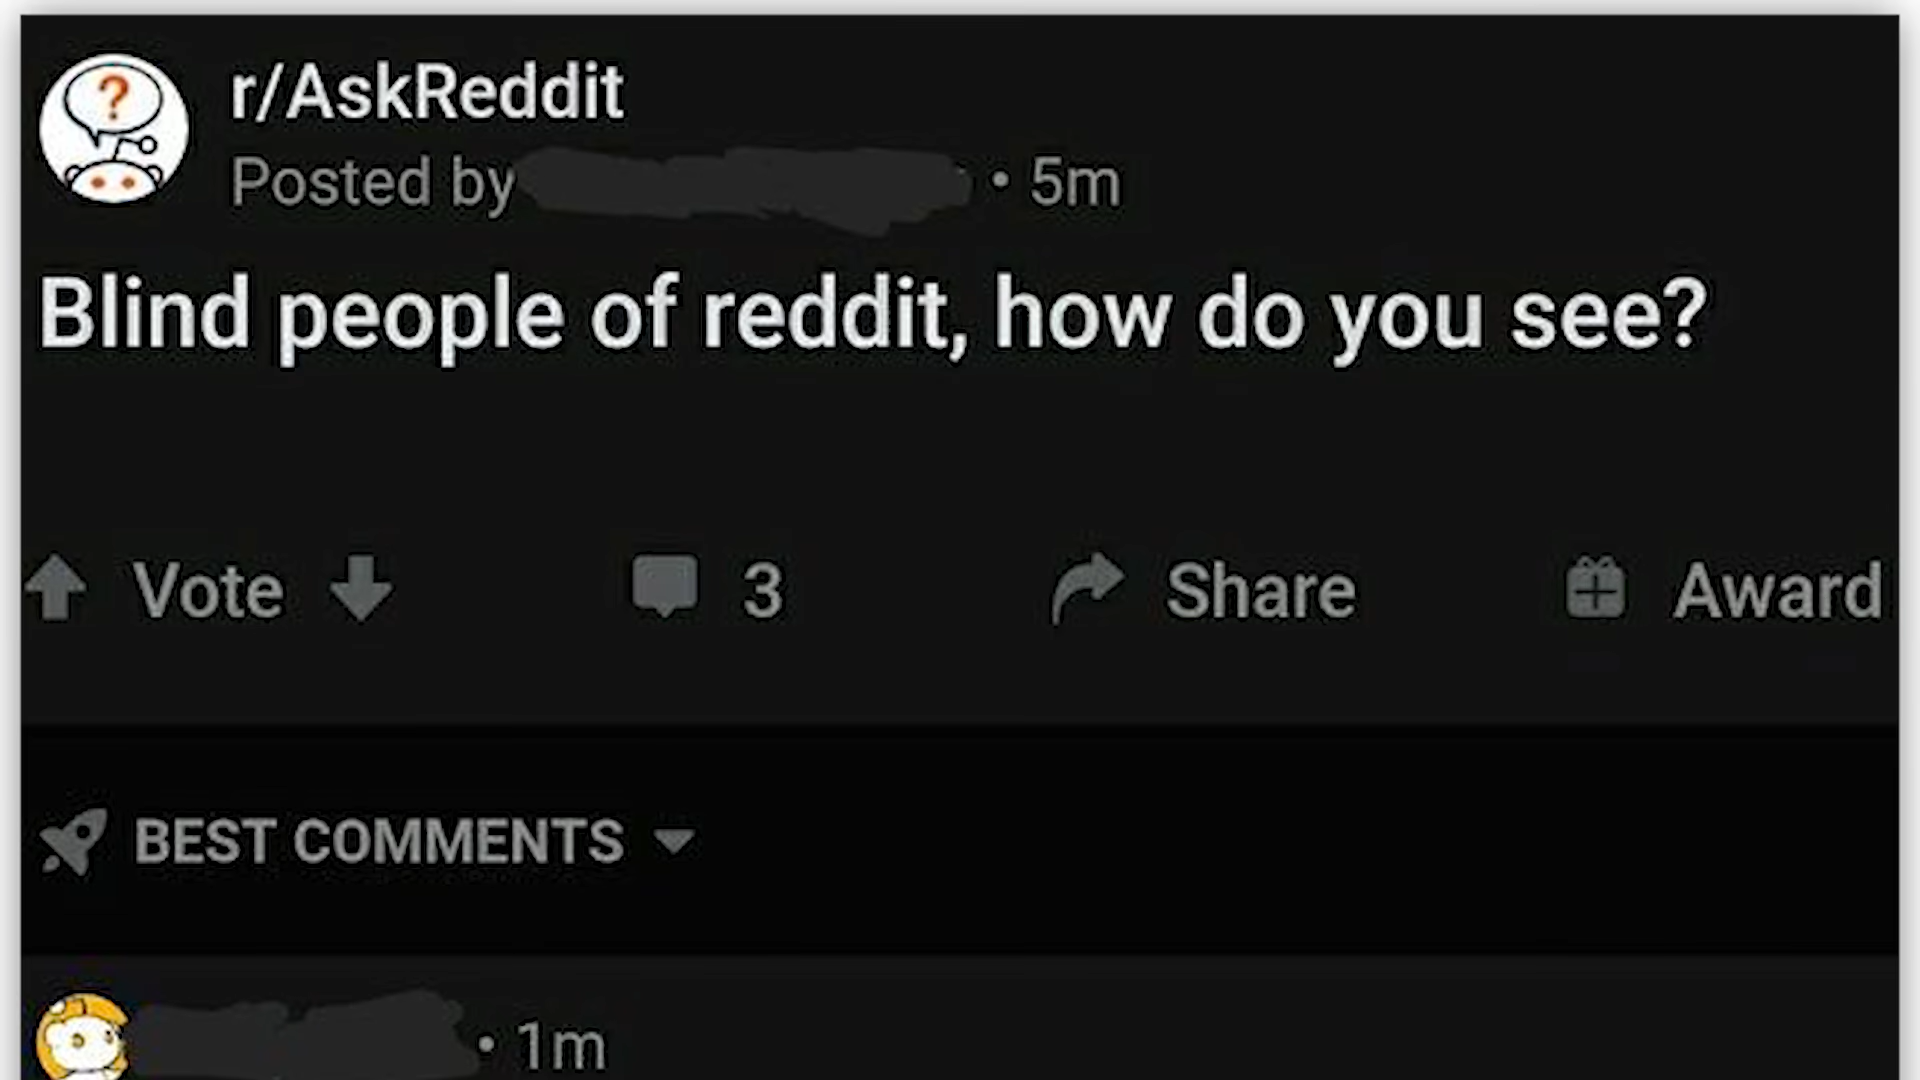 r/AskReddit
Posted by • 5m
Blind people of reddit, how do you see?
Vote 3 Share Award
BEST COMMENTS
• 1m